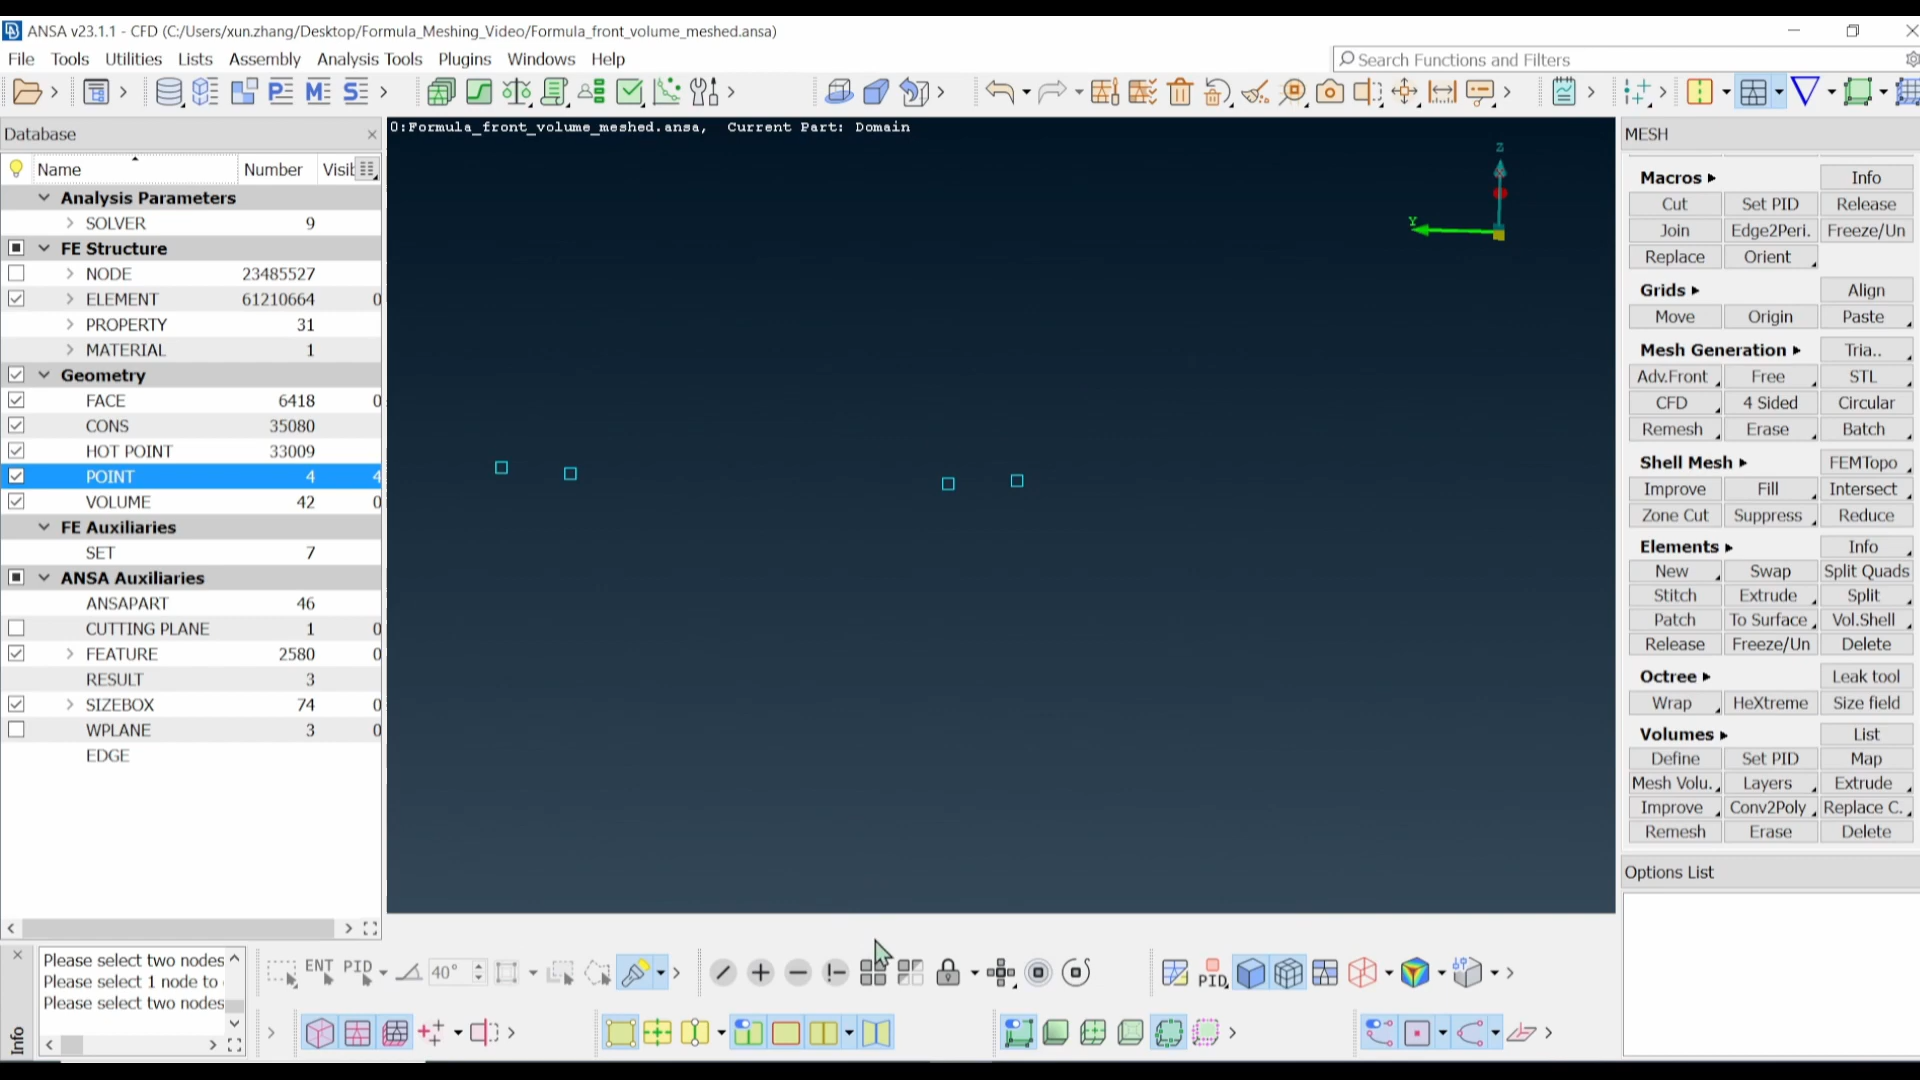 ANSA v23.1.1 - CFD (C:/Users/xun.zhang/Desktop/Formula_Meshing_Video/Formula_front_volume_meshed.ansa)
File Tools Utilities Lists Assembly Analysis Tools Plugins Windows Help
Search Functions and Filters
Database
0:Formula_front_volume_meshed.ansa, Current Part: Domain
Z
Y
Name Number Visit
Analysis Parameters
SOLVER 9
FE Structure
NODE 23485527
ELEMENT 61210664 0
PROPERTY 31
MATERIAL 1
Geometry
FACE 6418 0
CONS 35080
HOT POINT 33009
POINT 4 4
VOLUME 42 0
FE Auxiliaries
SET 7
ANSA Auxiliaries
ANSAPART 46
CUTTING PLANE 1 0
FEATURE 2580 0
RESULT 3
SIZEBOX 74 0
WPLANE 3 0
EDGE
MESH
Macros Info
Cut Set PID Release
Join Edge2Peri. Freeze/Un
Replace Orient
Grids Align
Move Origin Paste
Mesh Generation Tria..
Adv.Front Free STL
CFD 4 Sided Circular
Remesh Erase Batch
Shell Mesh FEMTopo
Improve Fill Intersect
Zone Cut Suppress Reduce
Elements Info
New Swap Split Quads
Stitch Extrude Split
Patch To Surface Vol.Shell
Release Freeze/Un Delete
Octree Leak tool
Wrap HeXtreme Size field
Volumes List
Define Set PID Map
Mesh Volu. Layers Extrude
Improve Conv2Poly Replace C.
Remesh Erase Delete
Options List
Info
Please select two nodes
Please select 1 node to
Please select two nodes
ENT PID 40° PID